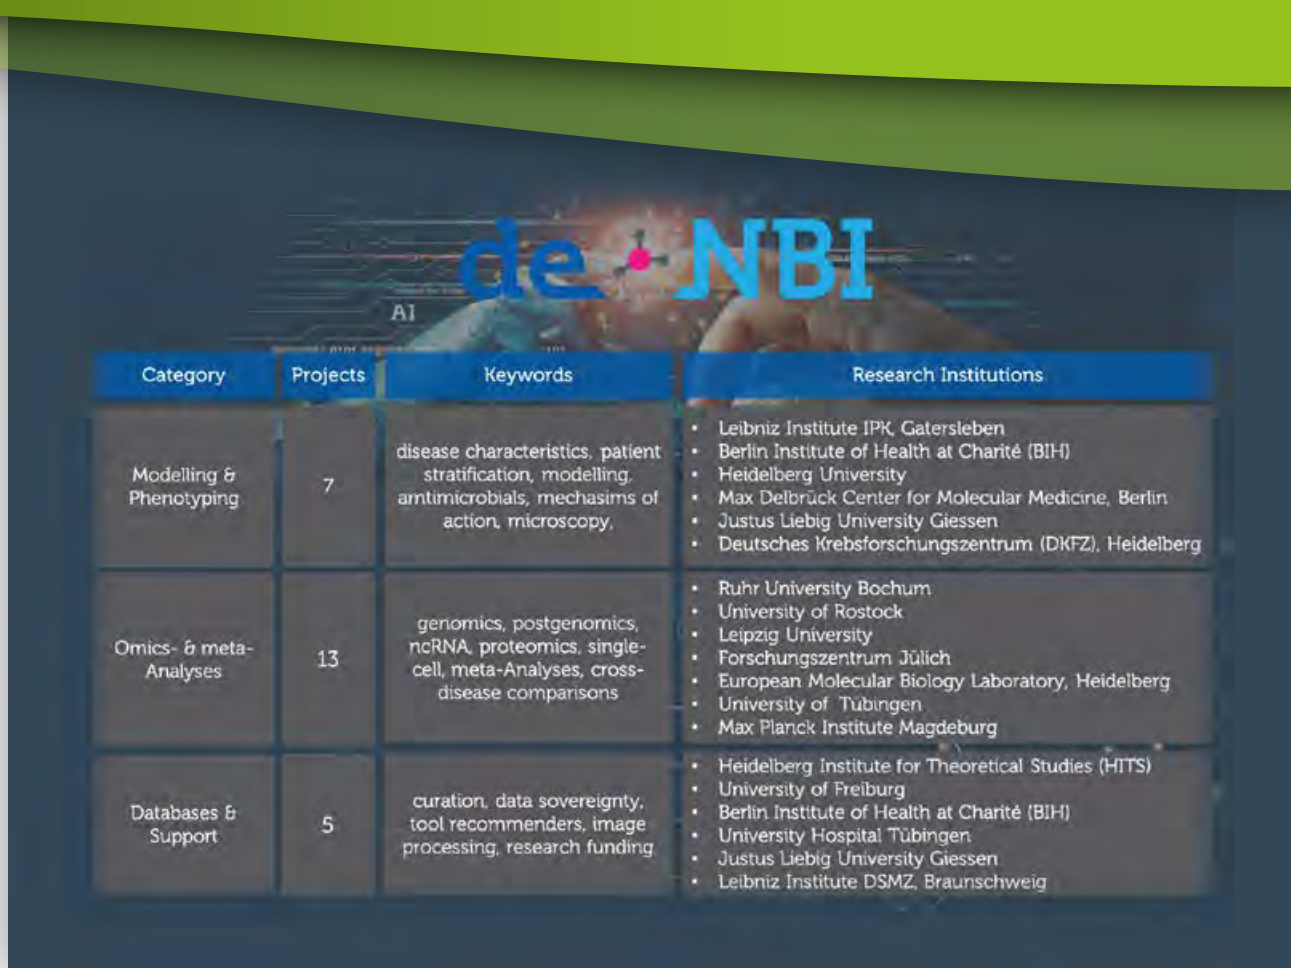 de NBI
AI
Category
Projects
Keywords
Research Institutions
Modelling &
Phenotyping
7
disease characteristics, patient
stratification, modelling,
amtimicrobials, mechasims of
action, microscopy,
• Leibniz Institute IPK, Gatersleben
• Berlin Institute of Health at Charité (BIH)
• Heidelberg University
• Max Delbrück Center for Molecular Medicine, Berlin
• Justus Liebig University Giessen
• Deutsches Krebsforschungszentrum (DKFZ), Heidelberg
Omics- & meta-
Analyses
13
genomics, postgenomics,
ncRNA, proteomics, single-
cell, meta-Analyses, cross-
disease comparisons
• Ruhr University Bochum
• University of Rostock
• Leipzig University
• Forschungszentrum Jülich
• European Molecular Biology Laboratory, Heidelberg
• University of Tübingen
• Max Planck Institute Magdeburg
Databases &
Support
5
curation, data sovereignty,
tool recommenders, image
processing, research funding
• Heidelberg Institute for Theoretical Studies (HITS)
• University of Freiburg
• Berlin Institute of Health at Charité (BIH)
• University Hospital Tübingen
• Justus Liebig University Giessen
• Leibniz Institute DSMZ, Braunschweig